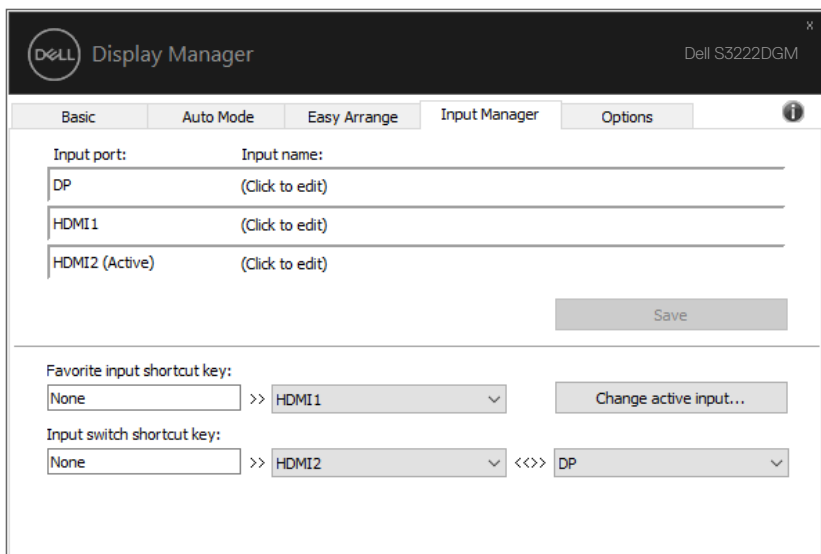 x
DELL Display Manager Dell S3222DGM
Basic Auto Mode Easy Arrange Input Manager Options i
Input port: Input name:
DP (Click to edit)
HDMI1 (Click to edit)
HDMI2 (Active) (Click to edit)
Save
Favorite input shortcut key:
None >> HDMI1 Change active input...
Input switch shortcut key:
None >> HDMI2 <<>> DP